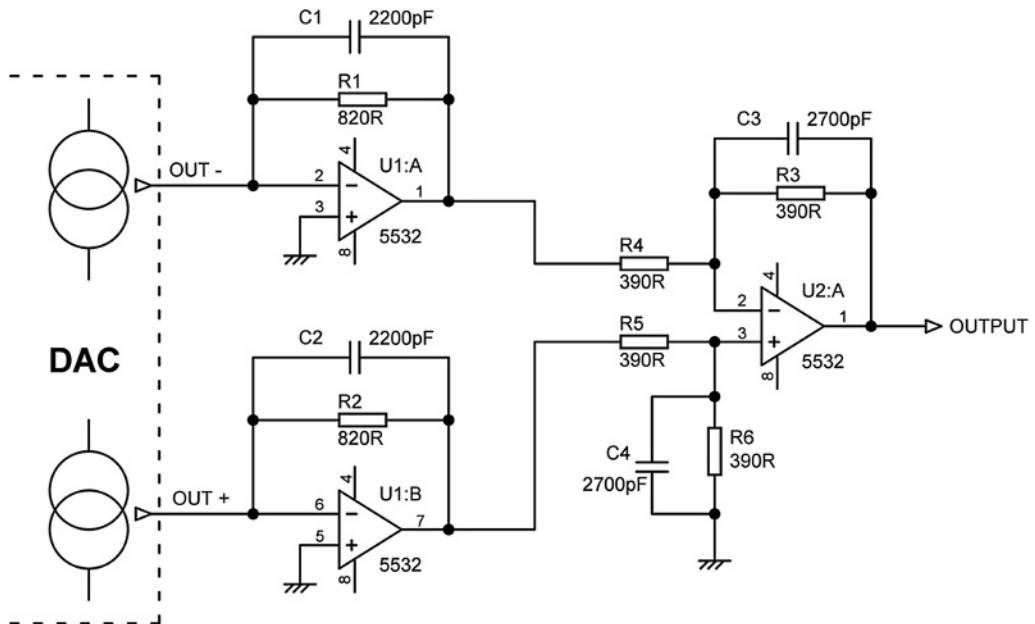 C1
2200pF
R1
820R
OUT -
4
U1:A
2
1
3
5532
8
C3
2700pF
R3
390R
R4
390R
4
U2:A
2
1
OUTPUT
3
5532
8
R5
390R
DAC
C2
2200pF
R2
820R
C4
2700pF
R6
390R
OUT +
4
U1:B
6
7
5
5532
8